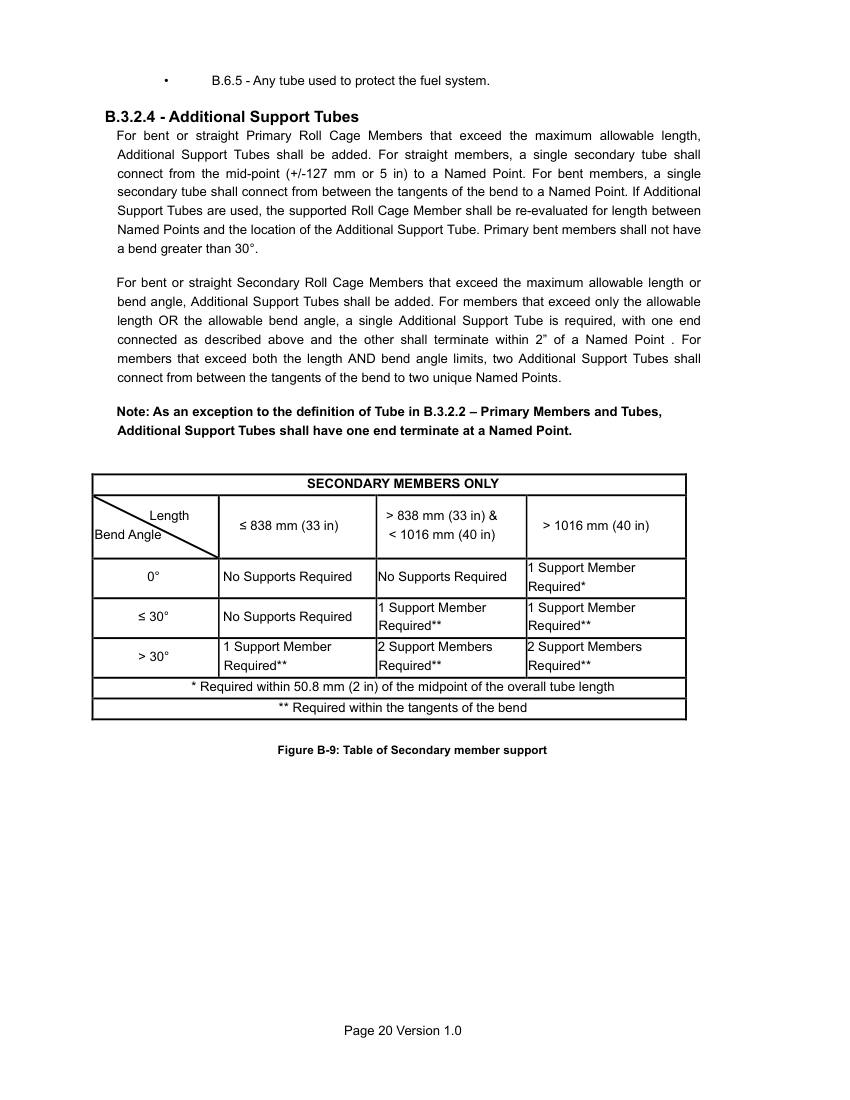 • B.6.5 - Any tube used to protect the fuel system.
B.3.2.4 - Additional Support Tubes
For bent or straight Primary Roll Cage Members that exceed the maximum allowable length,
Additional Support Tubes shall be added. For straight members, a single secondary tube shall
connect from the mid-point (+/-127 mm or 5 in) to a Named Point. For bent members, a single
secondary tube shall connect from between the tangents of the bend to a Named Point. If Additional
Support Tubes are used, the supported Roll Cage Member shall be re-evaluated for length between
Named Points and the location of the Additional Support Tube. Primary bent members shall not have
a bend greater than 30°.
For bent or straight Secondary Roll Cage Members that exceed the maximum allowable length or
bend angle, Additional Support Tubes shall be added. For members that exceed only the allowable
length OR the allowable bend angle, a single Additional Support Tube is required, with one end
connected as described above and the other shall terminate within 2” of a Named Point . For
members that exceed both the length AND bend angle limits, two Additional Support Tubes shall
connect from between the tangents of the bend to two unique Named Points.
Note: As an exception to the definition of Tube in B.3.2.2 – Primary Members and Tubes,
Additional Support Tubes shall have one end terminate at a Named Point.
SECONDARY MEMBERS ONLY
Length
Bend Angle
≤ 838 mm (33 in)
> 838 mm (33 in) &
< 1016 mm (40 in)
> 1016 mm (40 in)
0°
No Supports Required
No Supports Required
1 Support Member
Required*
≤ 30°
No Supports Required
1 Support Member
Required**
1 Support Member
Required**
> 30°
1 Support Member
Required**
2 Support Members
Required**
2 Support Members
Required**
* Required within 50.8 mm (2 in) of the midpoint of the overall tube length
** Required within the tangents of the bend
Figure B-9: Table of Secondary member support
Page 20 Version 1.0